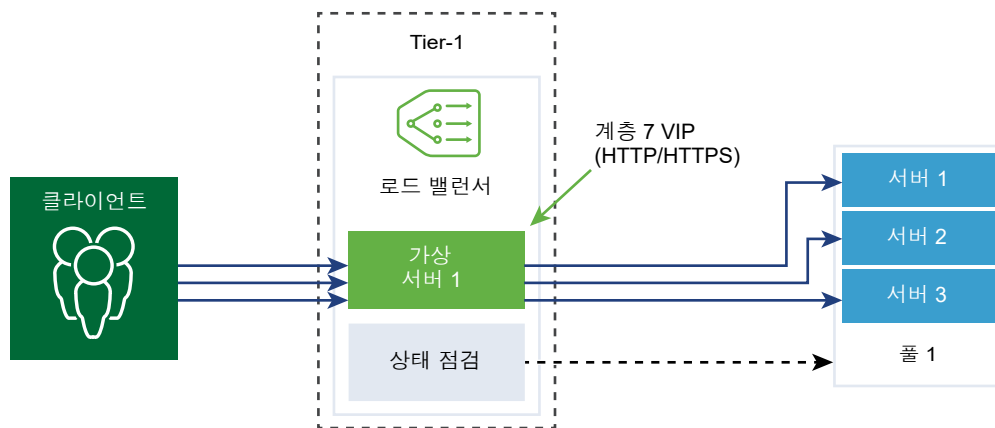 Tier-1
로드 밸런서
계층 7 VIP
(HTTP/HTTPS)
클라이언트
가상
서버 1
상태 점검
서버 1
서버 2
서버 3
풀 1